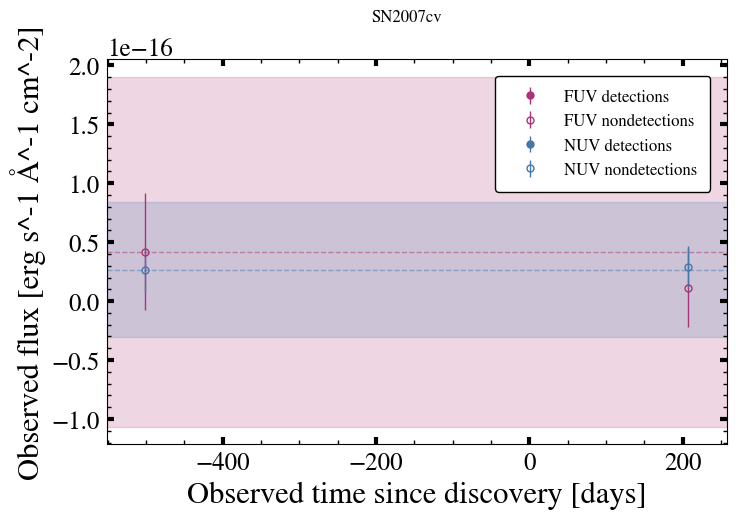 SN2007cv
1e−16
2.0
1.5
1.0
0.5
0.0
−0.5
−1.0
Observed flux [erg s^-1 Å^-1 cm^-2]
FUV detections
FUV nondetections
NUV detections
NUV nondetections
−400 −200 0 200
Observed time since discovery [days]